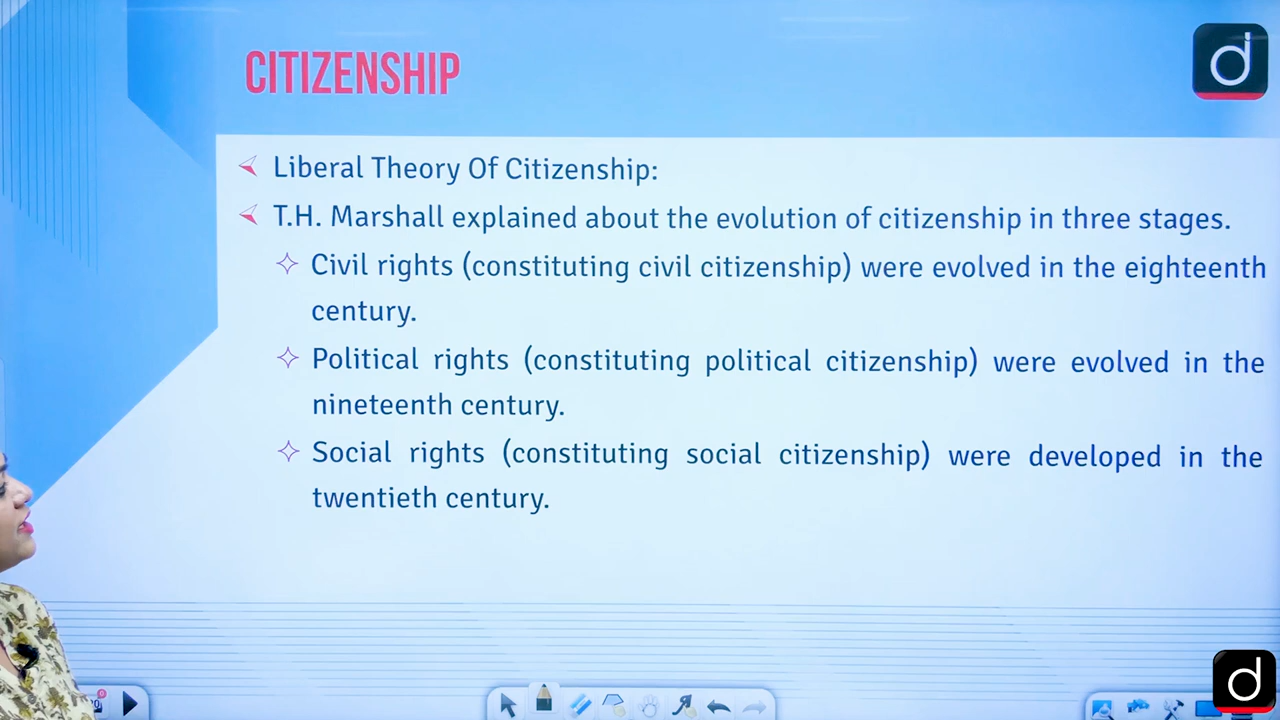 CITIZENSHIP
d
Liberal Theory Of Citizenship:
T.H. Marshall explained about the evolution of citizenship in three stages.
Civil rights (constituting civil citizenship) were evolved in the eighteenth
century.
Political rights (constituting political citizenship) were evolved in the
nineteenth century.
Social rights (constituting social citizenship) were developed in the
twentieth century.
d